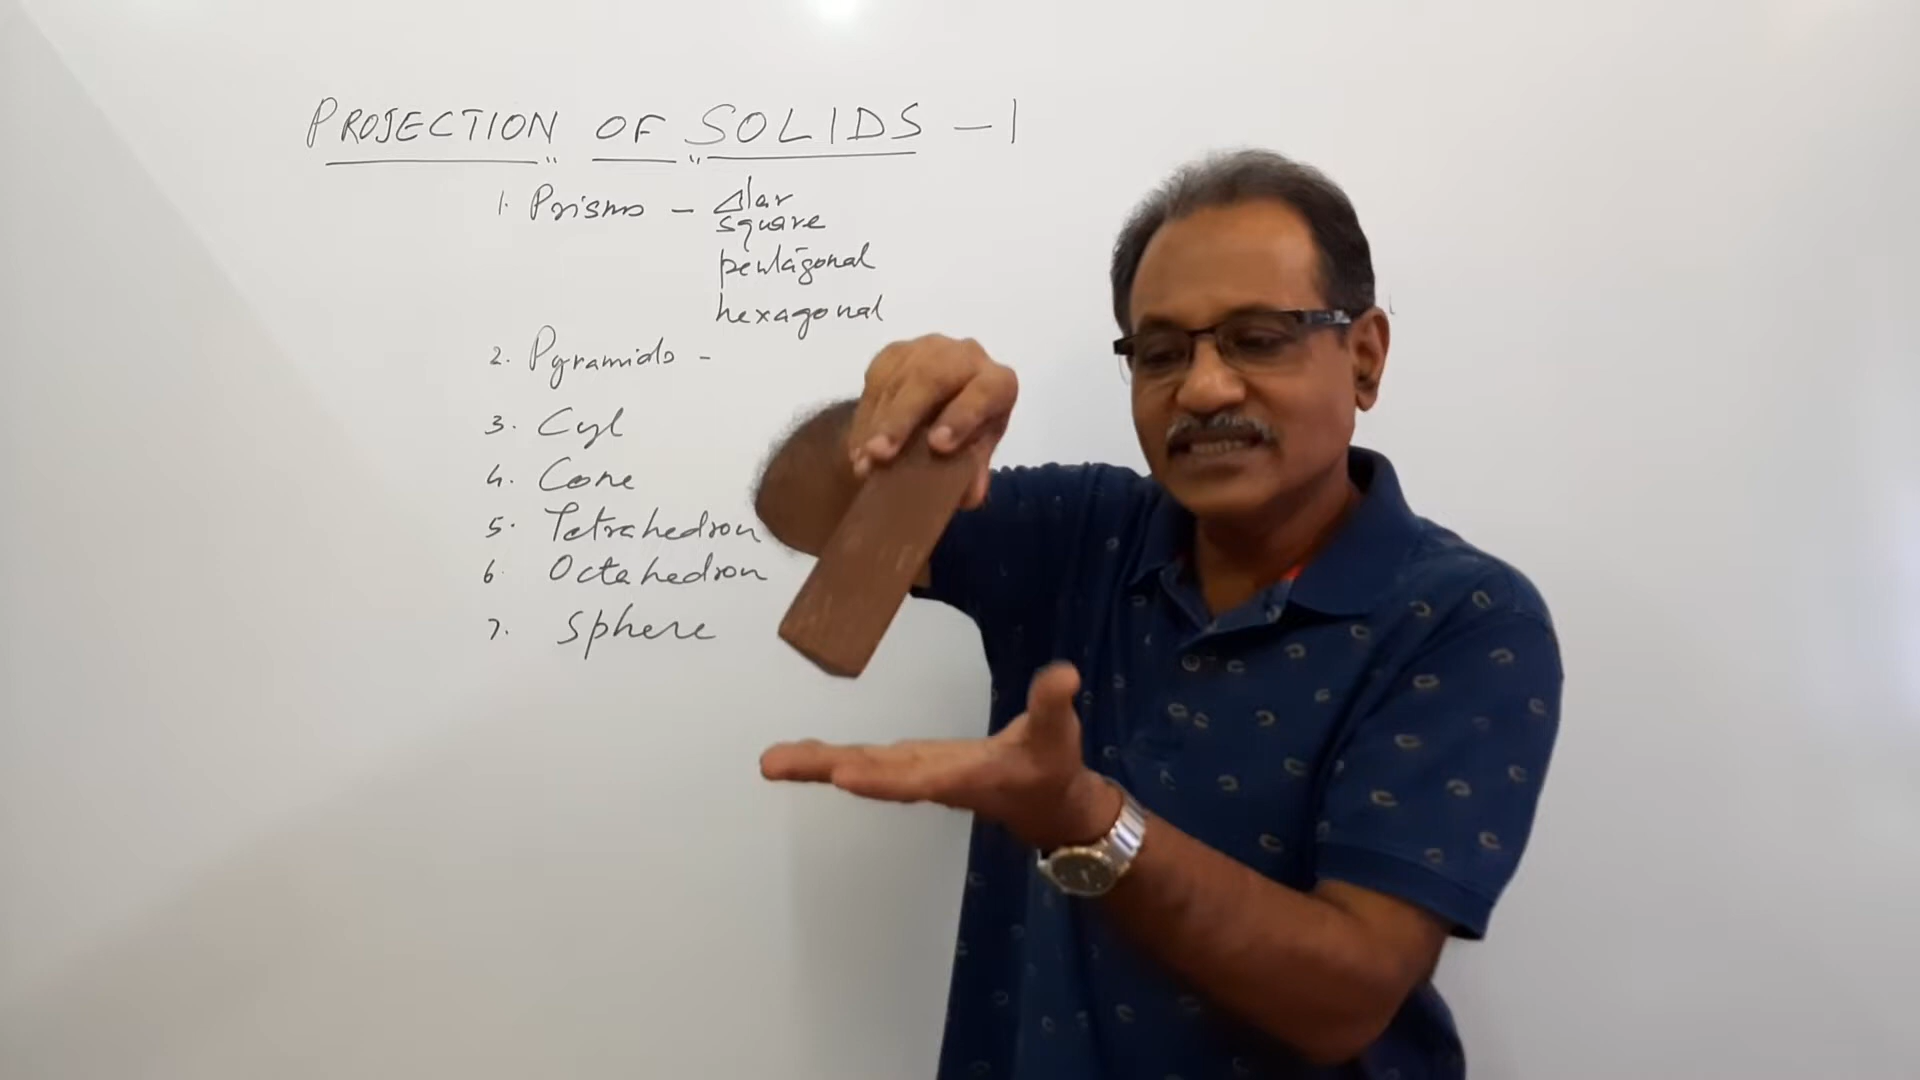 PROJECTION OF SOLIDS - 1
1. Prisms - △lar
square
pentagonal
hexagonal
2. Pyramids -
3. Cyl
4. Cone
5. Tetrahedron
6. Octahedron
7. Sphere